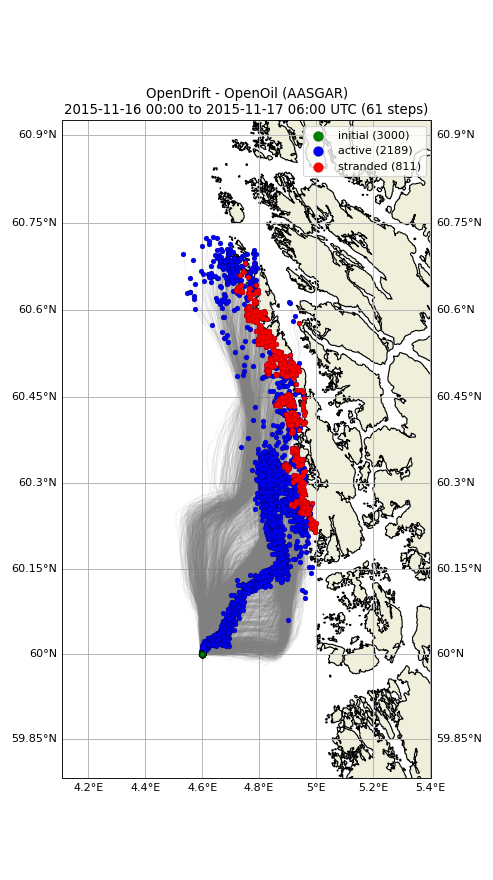 OpenDrift - OpenOil (AASGAR)
2015-11-16 00:00 to 2015-11-17 06:00 UTC (61 steps)
initial (3000)
active (2189)
stranded (811)
60.9°N 60.9°N
60.75°N 60.75°N
60.6°N 60.6°N
60.45°N 60.45°N
60.3°N 60.3°N
60.15°N 60.15°N
60°N 60°N
59.85°N 59.85°N
4.2°E 4.4°E 4.6°E 4.8°E 5°E 5.2°E 5.4°E